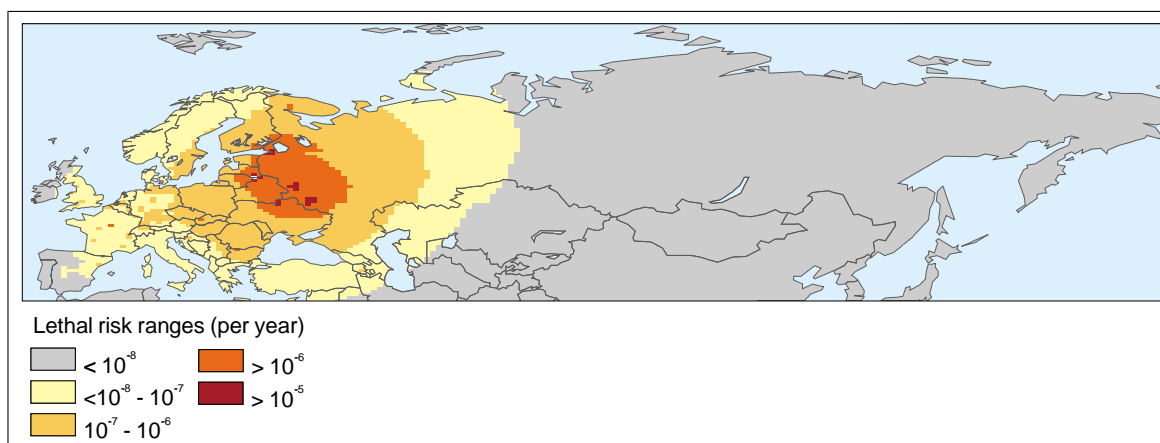 Lethal risk ranges (per year)
< 10⁻⁸
> 10⁻⁶
<10⁻⁸ - 10⁻⁷
> 10⁻⁵
10⁻⁷ - 10⁻⁶